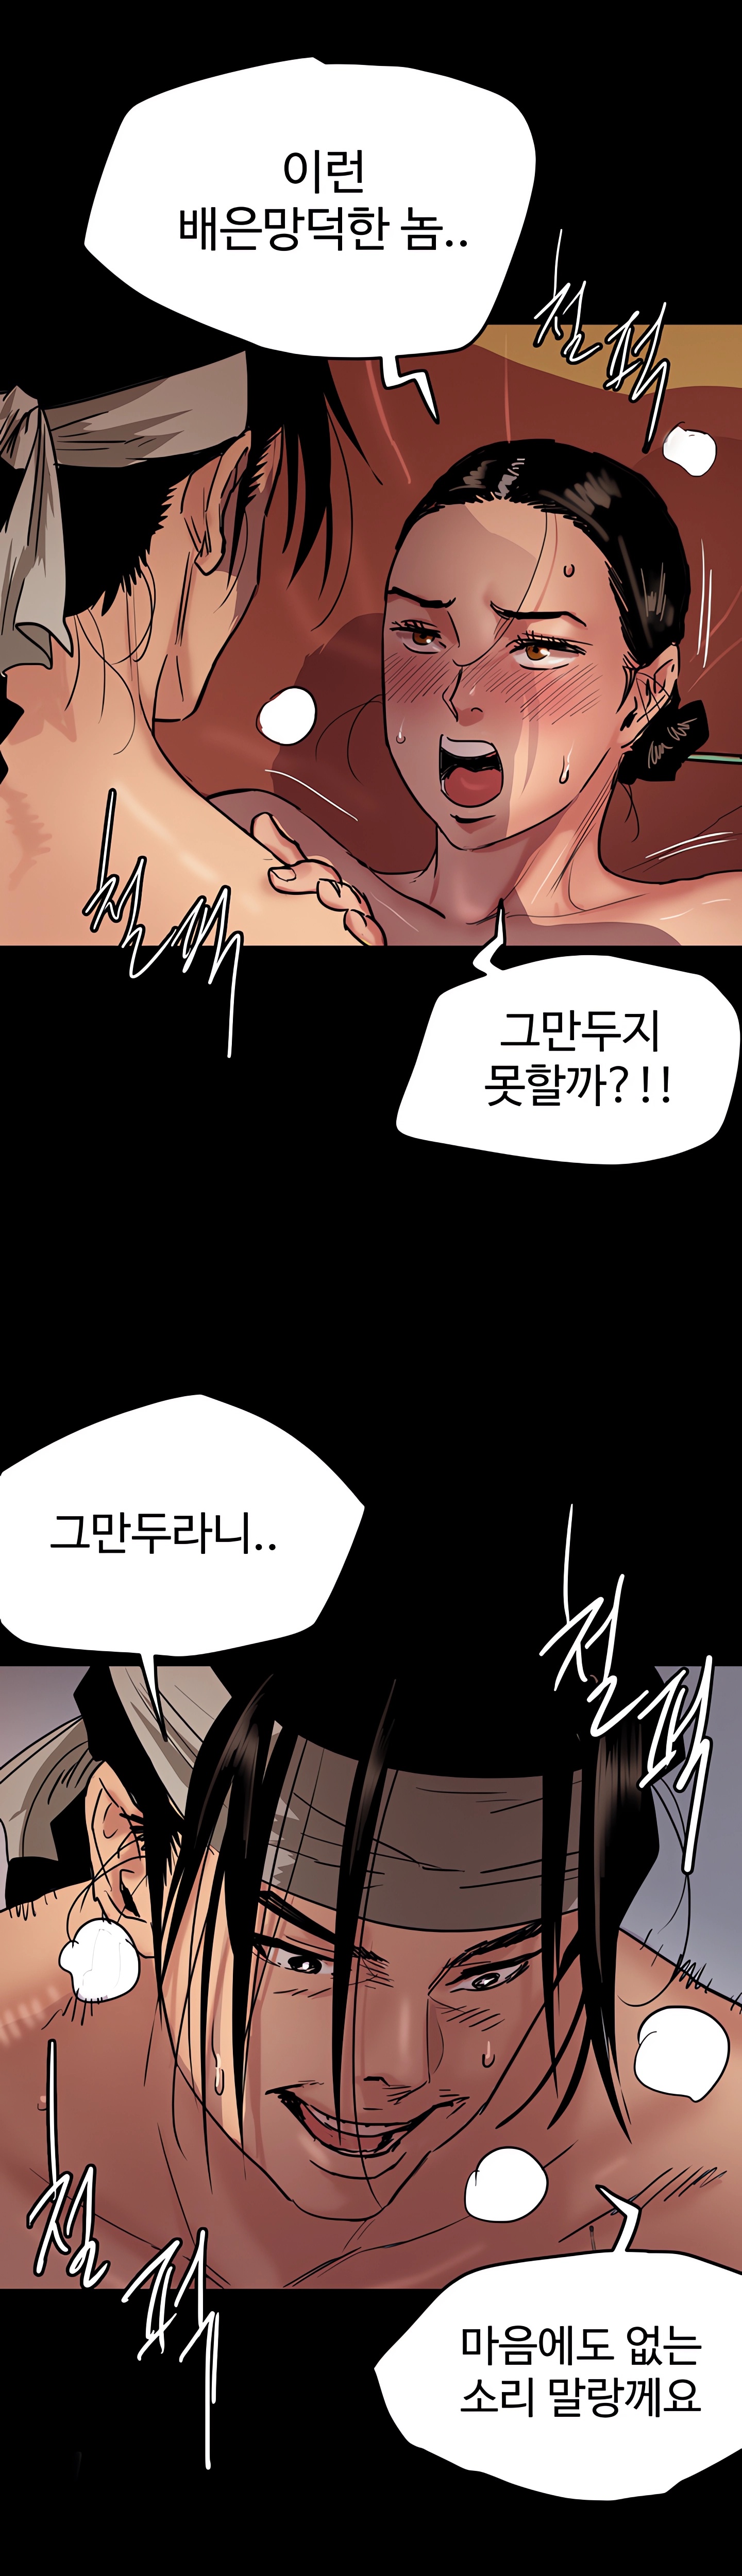 이런
배은망덕한 놈..
철퍽
철퍽
그만두지
못할까?!!
그만두라니..
철퍽
철퍽
마음에도 없는
소리 말랑께요